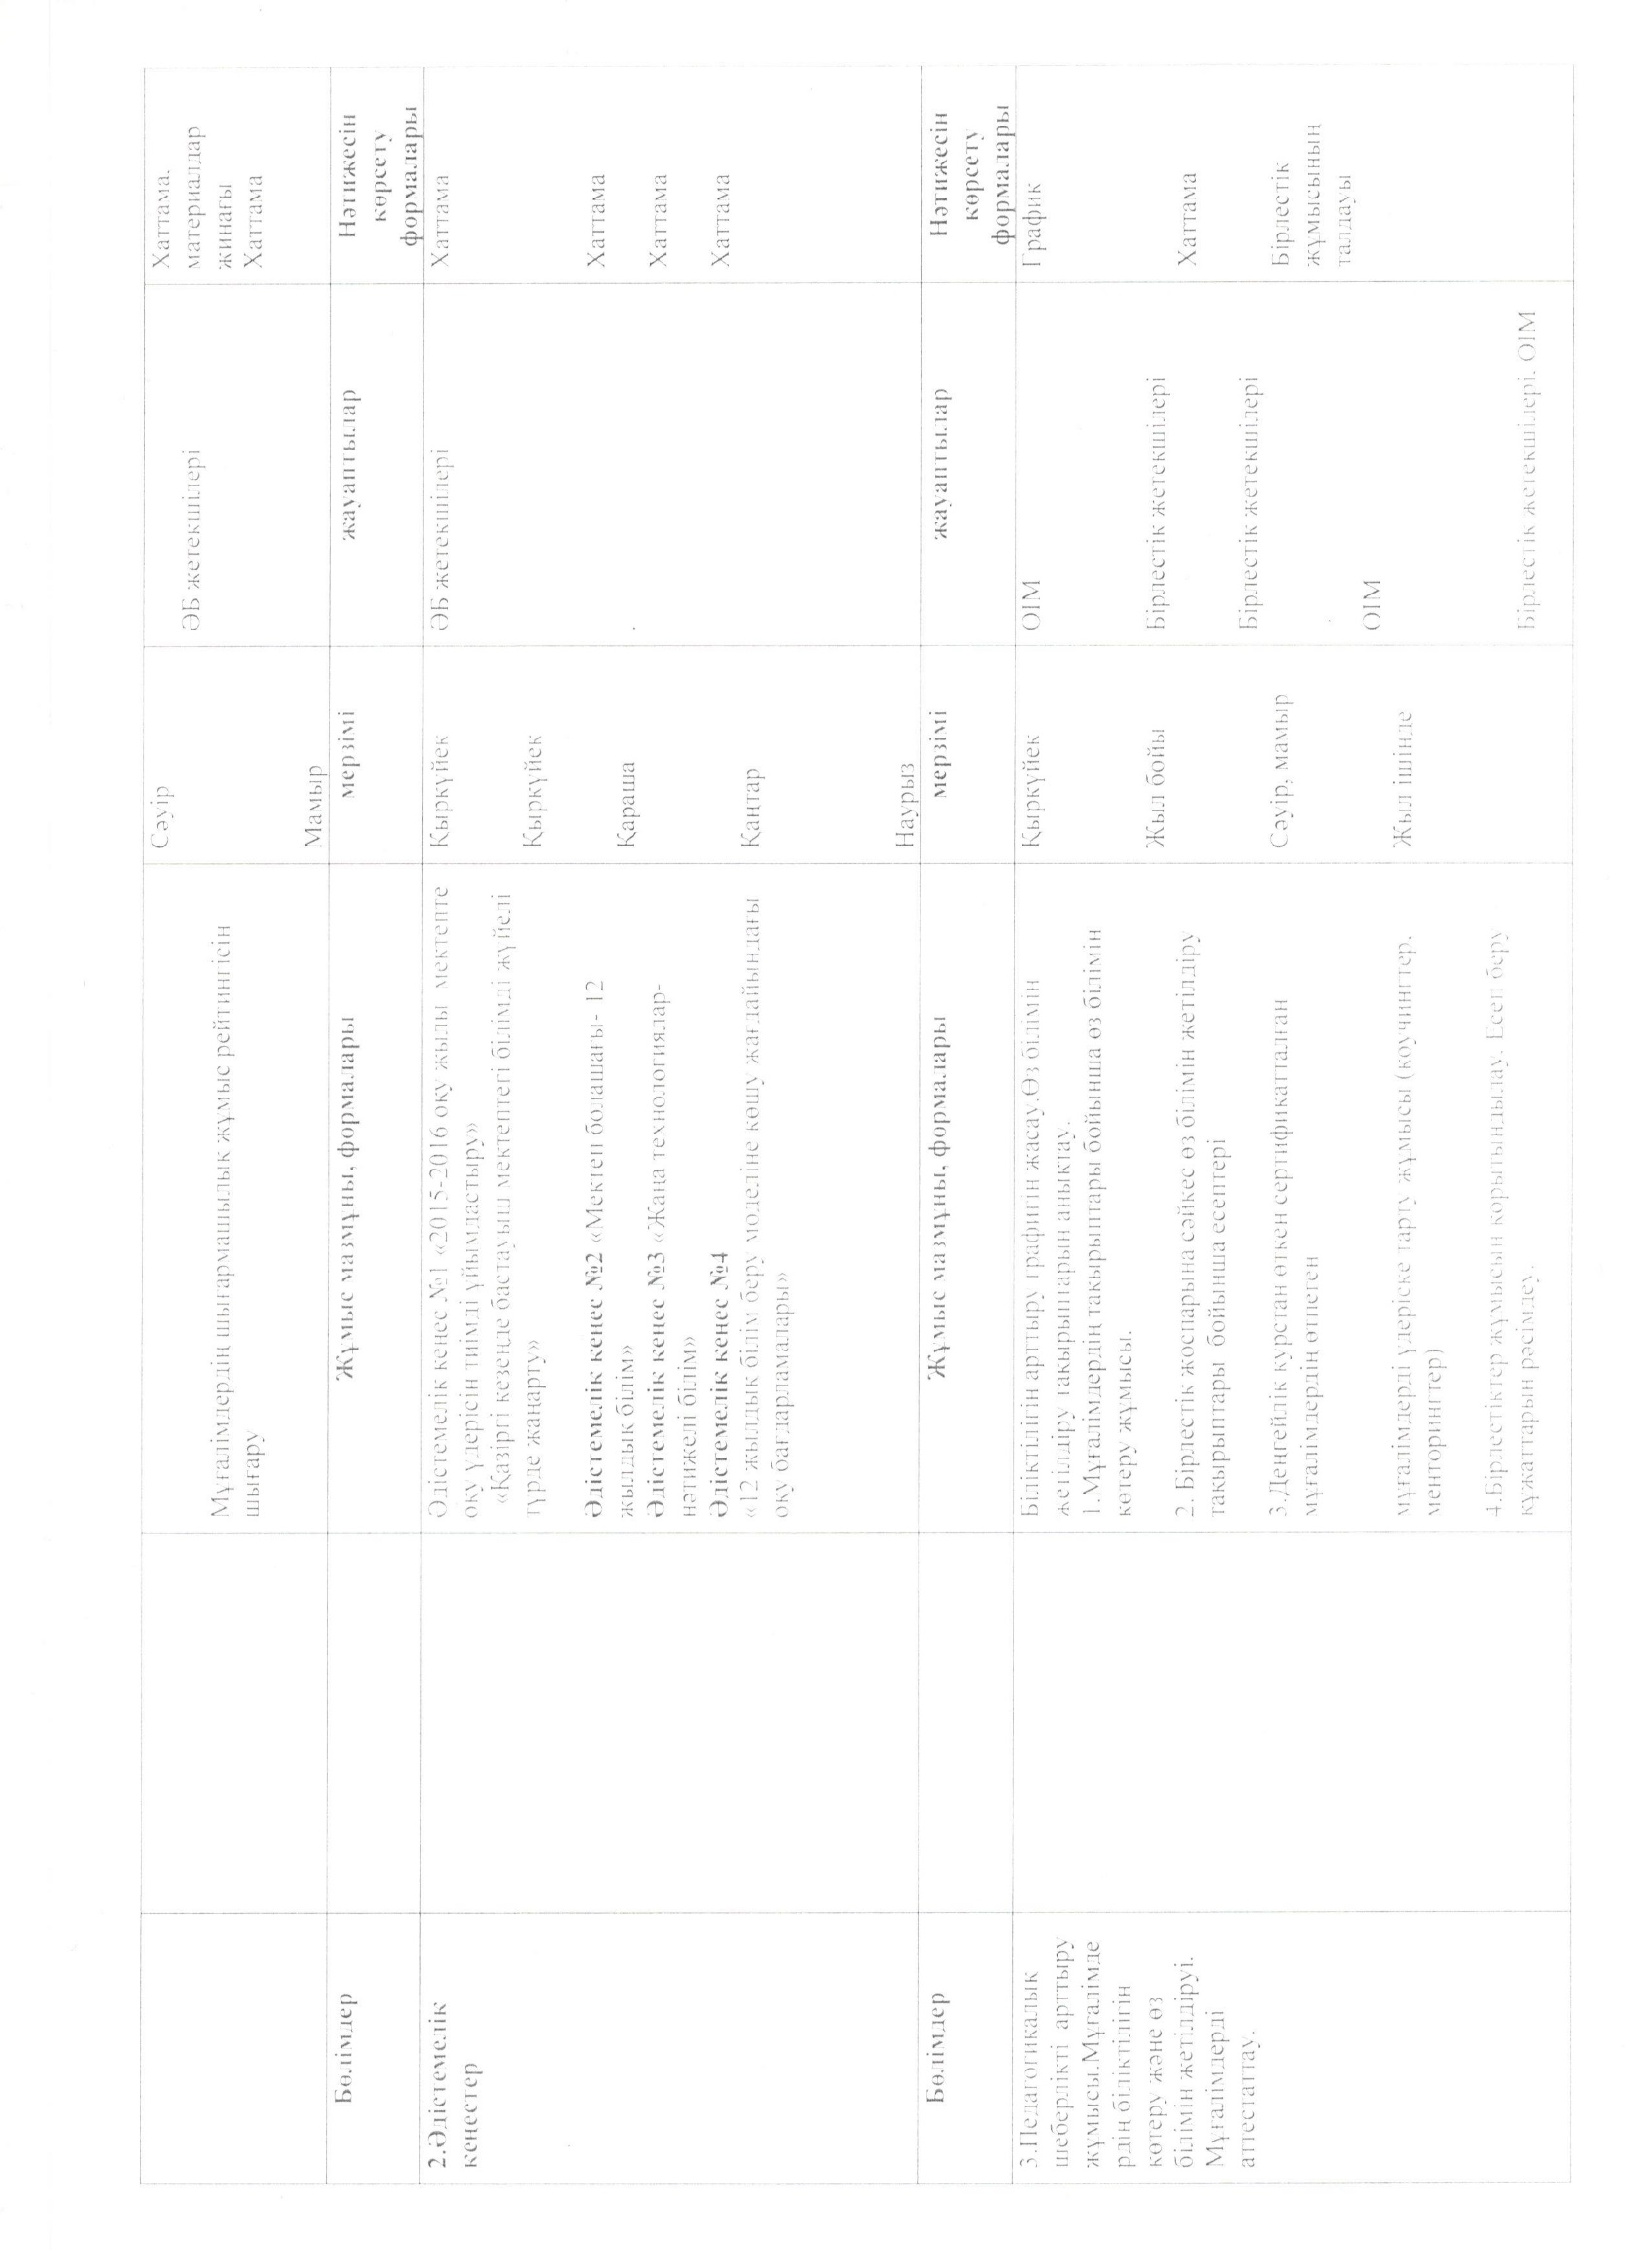 Мұғалімдердің шығармашылық жұмыс рейтингісін
шығару
Сәуір
Мамыр
ӘБ жетекшілері
Хаттама.
материалдар
жинағы
Хаттама
Бөлімдер
Жұмыс мазмұны, формалары
мерзімі
жауаптылар
Нәтижесін
көрсету
формалары
2.Әдістемелік
кеңестер
Әдістемелік кеңес №1 «2015-2016 оқу жылы мектепте
оқу үдерісін тиімді ұйымдастыру»
«Қазіргі кезеңде бастауыш мектептегі білімді жүйелі
түрде жаңарту»
Әдістемелік кеңес №2 «Мектеп болашағы- 12
жылдық білім»
Әдістемелік кеңес №3 «Жаңа технологиялар-
нәтижелі білім»
Әдістемелік кеңес №4
«12 жылдық білім беру моделіне көшу жағдайындағы
оқу бағдарламалары»
Қыркүйек
Қыркүйек
Қараша
Қаңтар
Наурыз
ӘБ жетекшілері
Хаттама
Хаттама
Хаттама
Хаттама
Бөлімдер
Жұмыс мазмұны, формалары
мерзімі
жауаптылар
Нәтижесін
көрсету
формалары
3.Педагогикалық
шеберлікті арттыру
жұмысы.Мұғалімде
рдің біліктілігін
көтеру және өз
білімін жетілдіруі.
Мұғалімдерді
аттестаттау.
Біліктілігін арттыру графигін жасау.Өз білімін
жетілдіру тақырыптарын анықтау.
1.Мұғалімдердің тақырыптары бойынша өз білімін
көтеру жұмысы.
2. Бірлестік жоспарына сәйкес өз білімін жетілдіру
тақырыптары бойынша есептері
3.Деңгейлік курстан өткен сертификатталған
мұғалімдердің өтпеген
мұғалімдерді үдеріске тарту жұмысы (коучингтер,
менторингтер)
4.Бірлестіктер жұмысын қорытындылау. Есеп беру
құжаттарын рәсімдеу.
Қыркүйек
Жыл бойы
Сәуір, мамыр
Жыл ішінде
ОІМ
Бірлестік жетекшілері
Бірлестік жетекшілері
ОІМ
Бірлестік жетекшілері. ОІМ
График
Хаттама
Бірлестік
жұмысының
талдауы